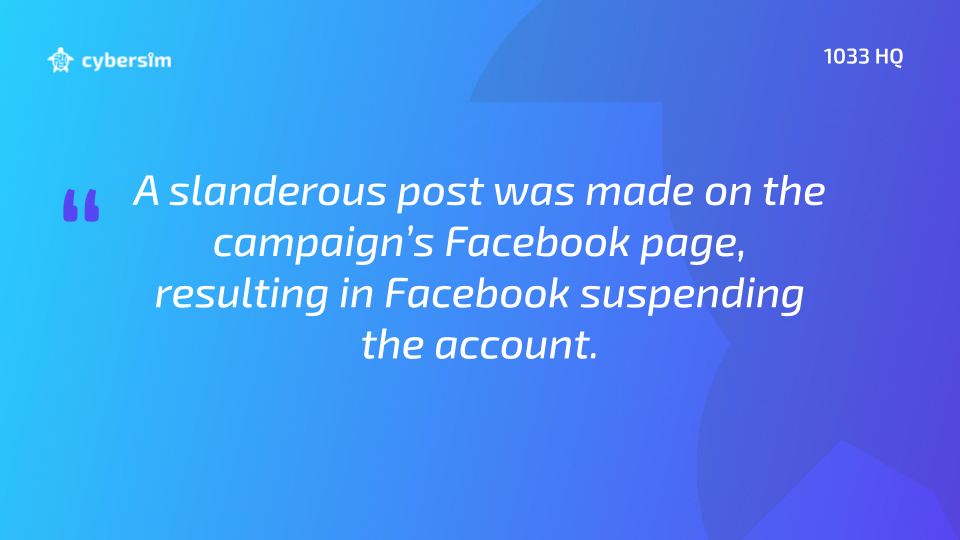 cybersim
1033 HQ
“
A slanderous post was made on the
campaign’s Facebook page,
resulting in Facebook suspending
the account.